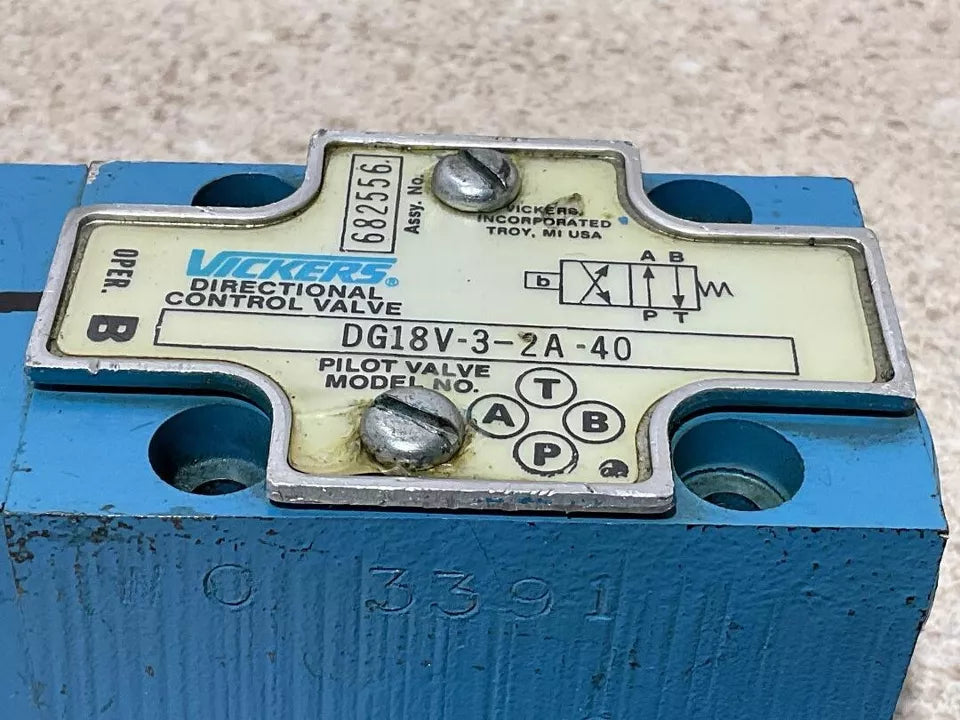 682556.
Assy. No.
VICKERS,
INCORPORATED
TROY, MI USA
OPER.
B
VICKERS®
DIRECTIONAL
CONTROL VALVE
A B
b
P T
DG18V-3-2A-40
PILOT VALVE
MODEL NO.
T
A B
P
0 3391